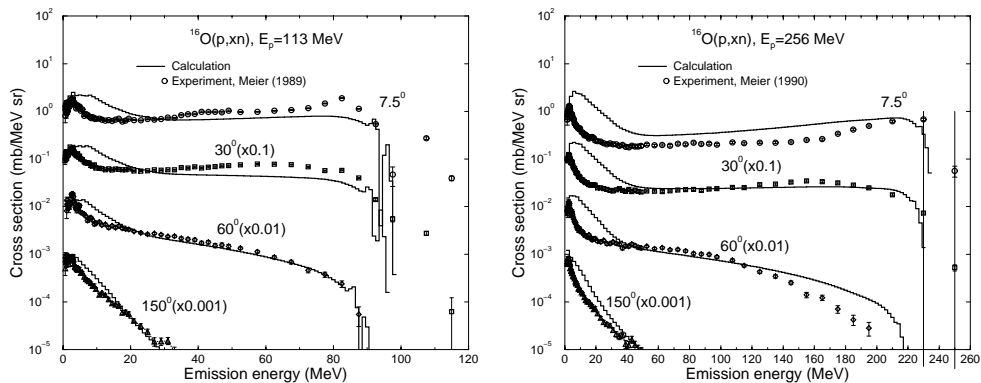 10²
10¹
10⁰
10⁻¹
10⁻²
10⁻³
10⁻⁴
10⁻⁵
Cross section (mb/MeV sr)
¹⁶O(p,xn), Eₚ=113 MeV
Calculation
Experiment, Meier (1989)
7.5⁰
30⁰(x0.1)
60⁰(x0.01)
150⁰(x0.001)
0 20 40 60 80 100 120
Emission energy (MeV)
10²
10¹
10⁰
10⁻¹
10⁻²
10⁻³
10⁻⁴
10⁻⁵
Cross section (mb/MeV sr)
¹⁶O(p,xn), Eₚ=256 MeV
Calculation
Experiment, Meier (1990)
7.5⁰
30⁰(x0.1)
60⁰(x0.01)
150⁰(x0.001)
0 20 40 60 80 100 120 140 160 180 200 220 240 260
Emission energy (MeV)